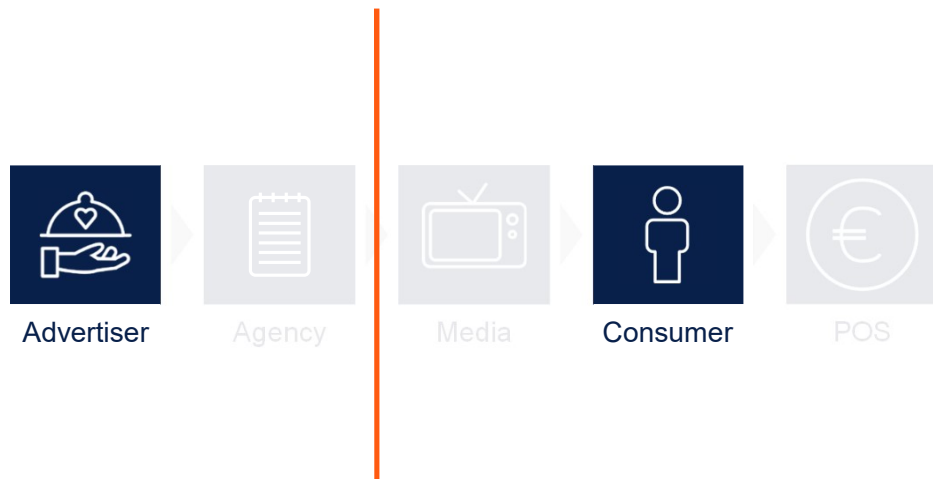 Advertiser
Agency
Media
Consumer
POS
€